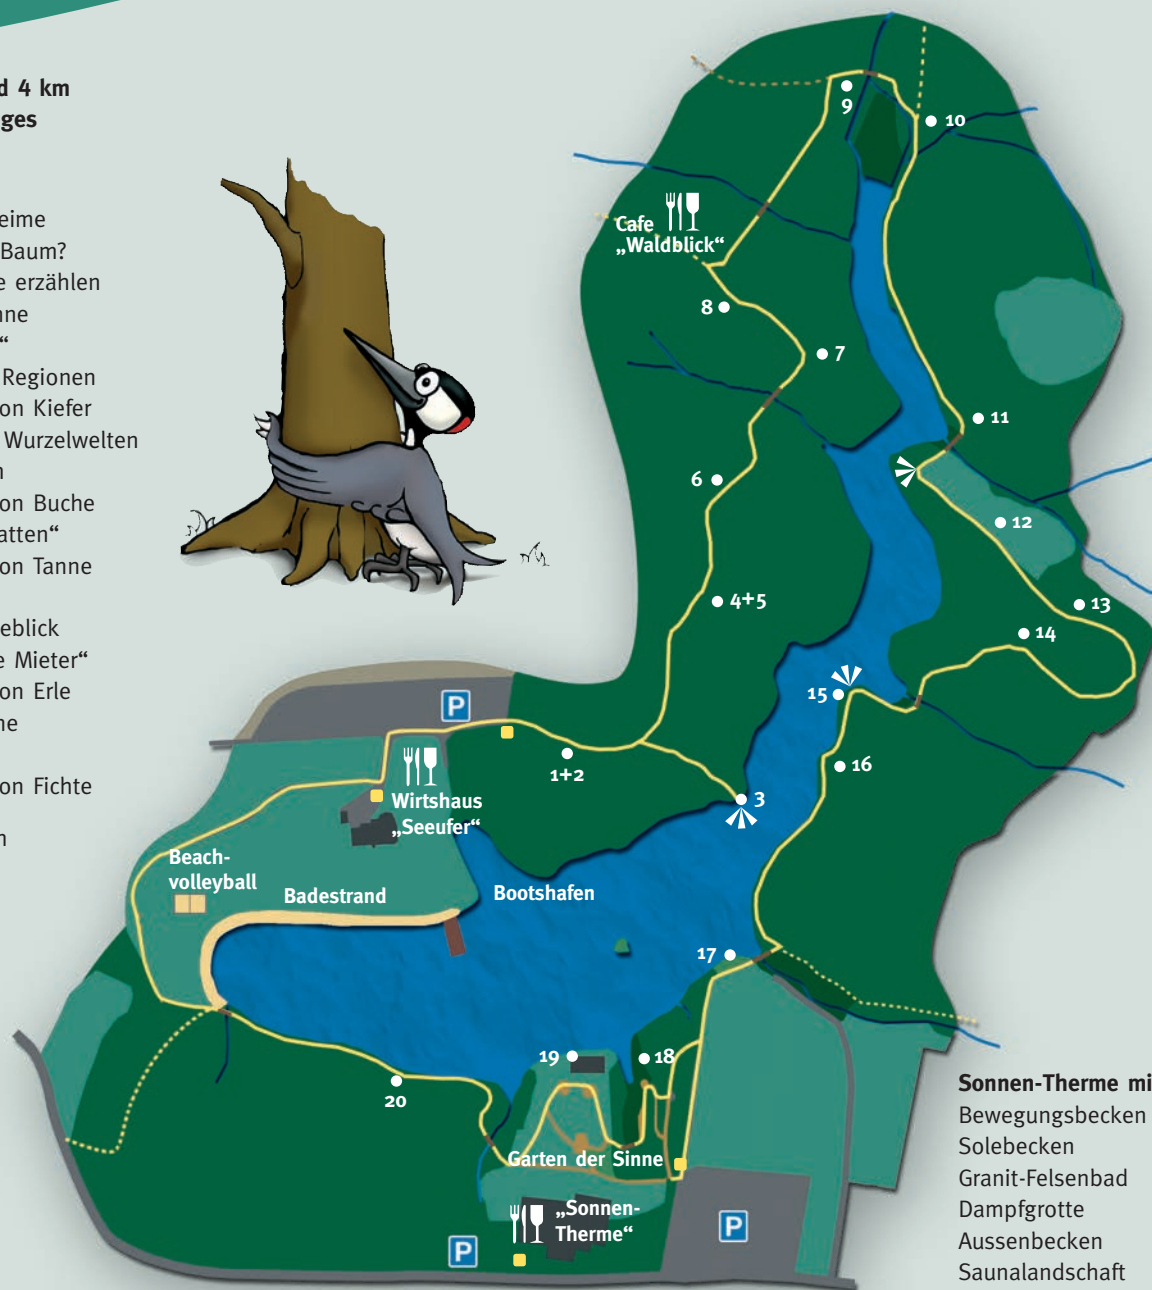 d 4 km
ges
eime
Baum?
e erzählen
nne
“
Regionen
on Kiefer
Wurzelwelten
n
on Buche
atten“
on Tanne
eblick
e Mieter“
on Erle
ne
on Fichte
n
9
10
Cafe
„Waldblick“
8
7
11
6
12
4+5
13
14
P
15
1+2
16
3
Wirtshaus
„Seeufer“
Beach-
volleyball
Badestrand
Bootshafen
17
19
18
20
Garten der Sinne
„Sonnen-
Therme“
P
P
Sonnen-Therme mi
Bewegungsbecken
Solebecken
Granit-Felsenbad
Dampfgrotte
Aussenbecken
Saunalandschaft